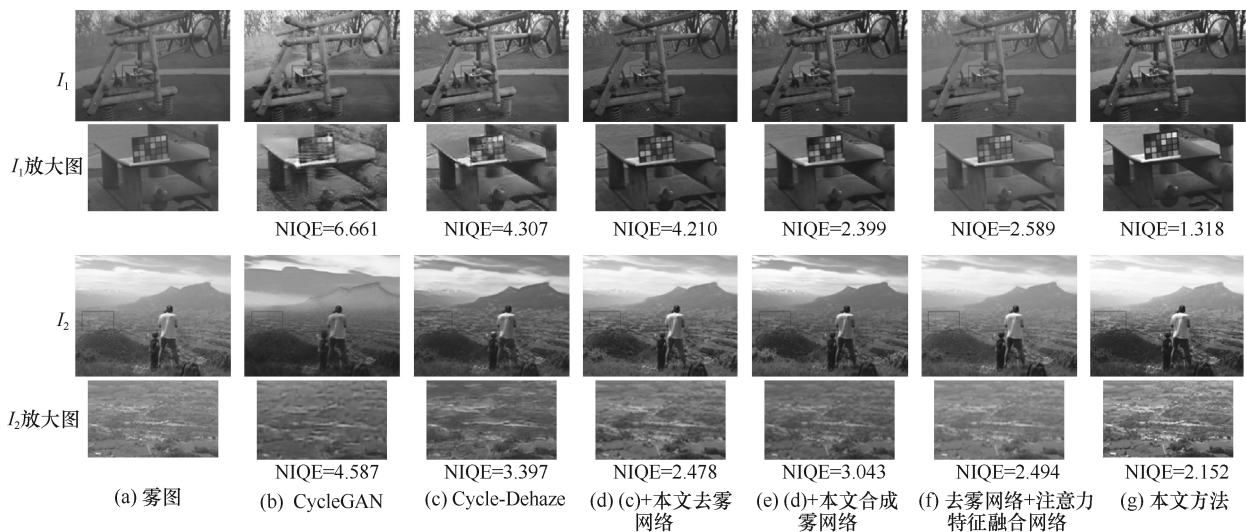 I₁
I₁放大图
NIQE=6.661 NIQE=4.307 NIQE=4.210 NIQE=2.399 NIQE=2.589 NIQE=1.318
I₂
I₂放大图
NIQE=4.587 NIQE=3.397 NIQE=2.478 NIQE=3.043 NIQE=2.494 NIQE=2.152
(a) 雾图 (b) CycleGAN (c) Cycle-Dehaze (d) (c)+本文去雾 (e) (d)+本文合成 (f) 去雾网络+注意力 (g) 本文方法
网络 雾网络 特征融合网络